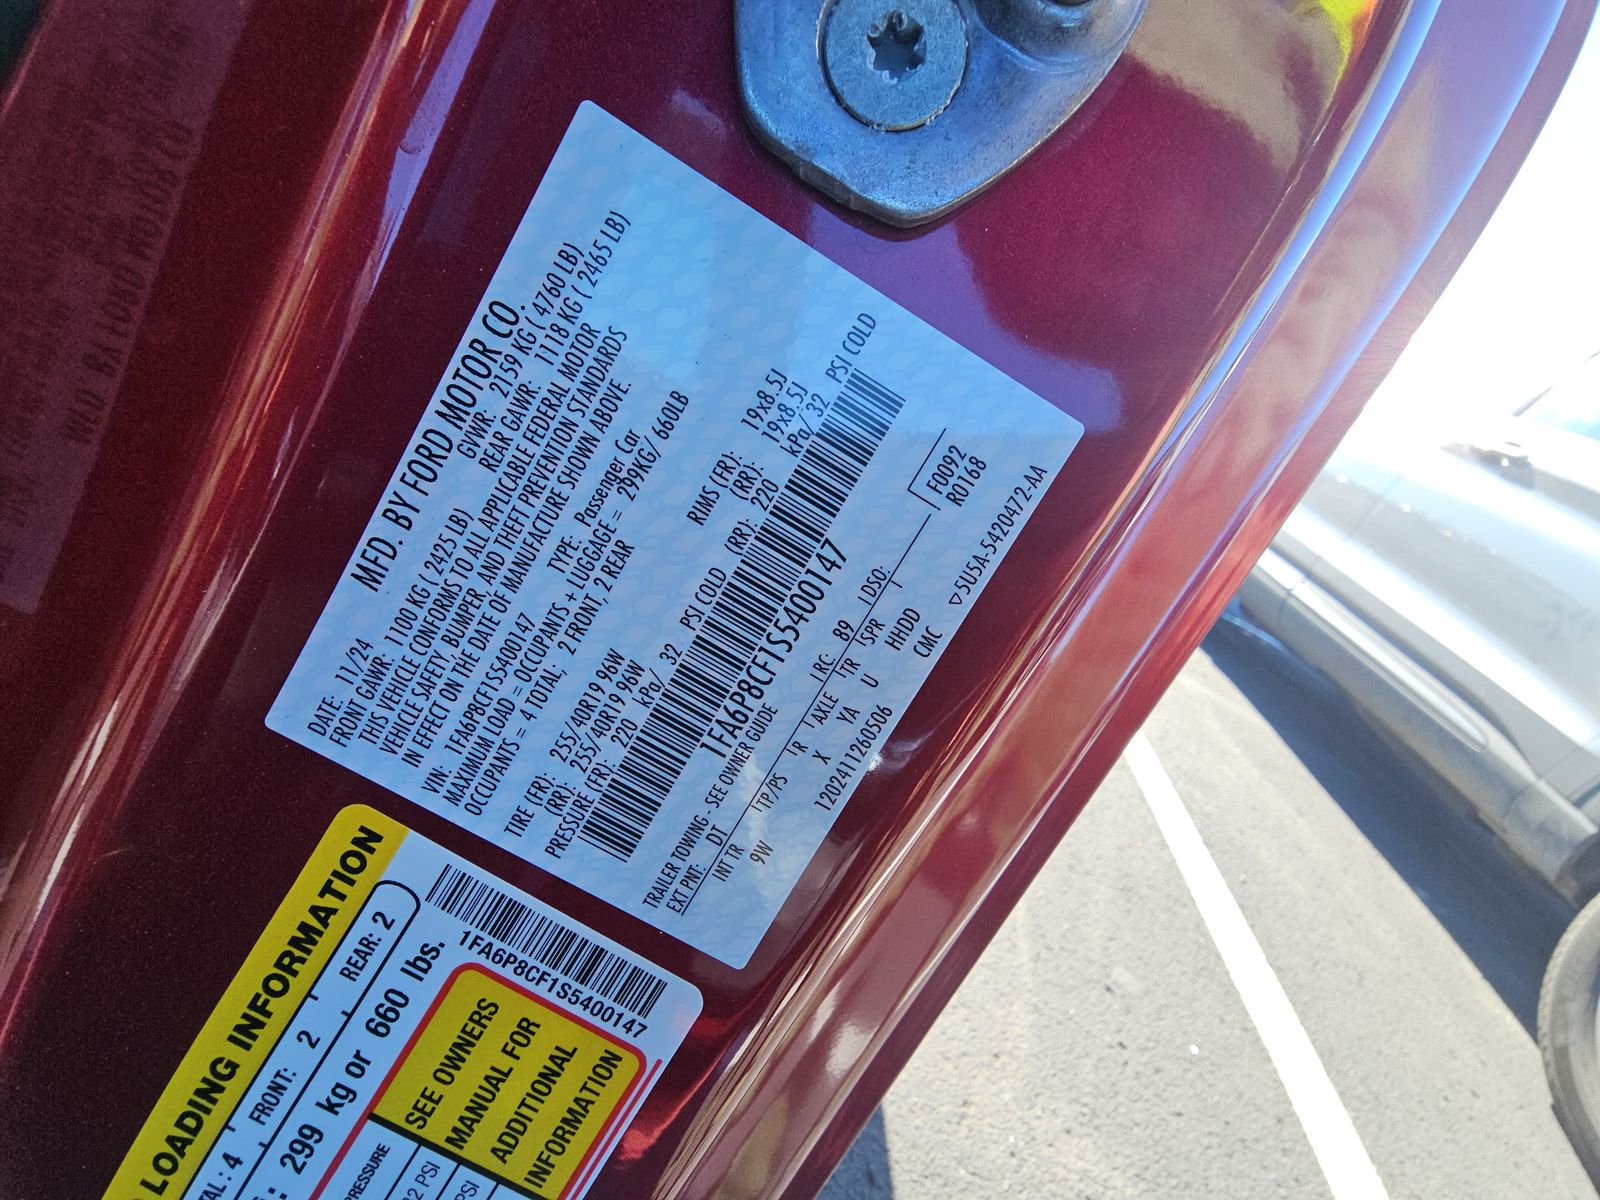 MFD. BY FORD MOTOR CO.
DATE: 11/24 GVWR: 2159 KG ( 4760 LB)
FRONT GAWR: 1100 KG ( 2425 LB) REAR GAWR: 1118 KG ( 2465 LB)
THIS VEHICLE CONFORMS TO ALL APPLICABLE FEDERAL MOTOR
VEHICLE SAFETY, BUMPER, AND THEFT PREVENTION STANDARDS
IN EFFECT ON THE DATE OF MANUFACTURE SHOWN ABOVE.
VIN: 1FA6P8CF1S5400147 TYPE: Passenger Car
MAXIMUM LOAD = OCCUPANTS + LUGGAGE = 299KG/ 660LB
OCCUPANTS = 4 TOTAL; 2 FRONT, 2 REAR
TIRE (FR): 255/40R19 96W RIMS (FR): 19x8.5J
(RR): 255/40R19 96W (RR): 19x8.5J
PRESSURE (FR): 220 kPa/ 32 PSI COLD (RR): 220 kPa/ 32 PSI COLD
1FA6P8CF1S5400147
TRAILER TOWING - SEE OWNER GUIDE
EXT PNT: DT RC: 89 DSO: F0092
INT TR TP/PS R AXLE TR SPR R0168
9W X YA U HHDD
1202411260506 CMC 5U5A-5420472-AA
LOADING INFORMATION
4 FRONT: 2 REAR: 2
299 kg or 660 lbs.
1FA6P8CF1S5400147
SEE OWNERS
MANUAL FOR
ADDITIONAL
INFORMATION
PSI
PSI